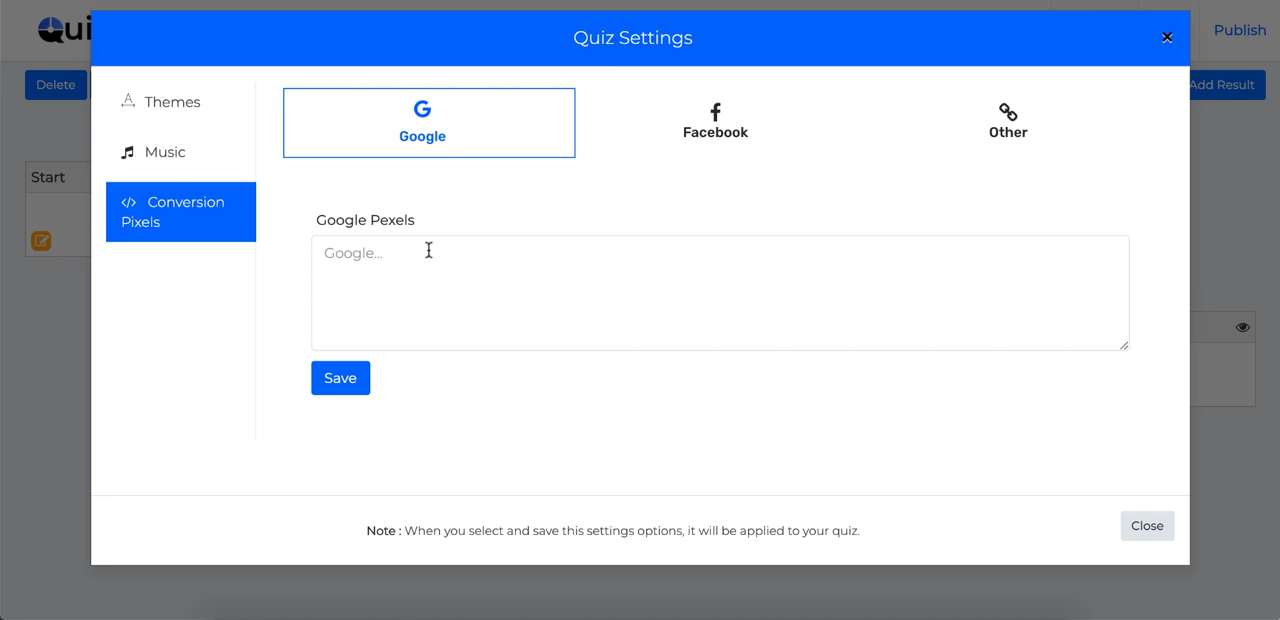 Qui
Quiz Settings
×
Publish
Delete
Add Result
Themes
Music
Conversion
Pixels
Google
Facebook
Other
Start
Google Pexels
Google...
Save
Note : When you select and save this settings options, it will be applied to your quiz.
Close